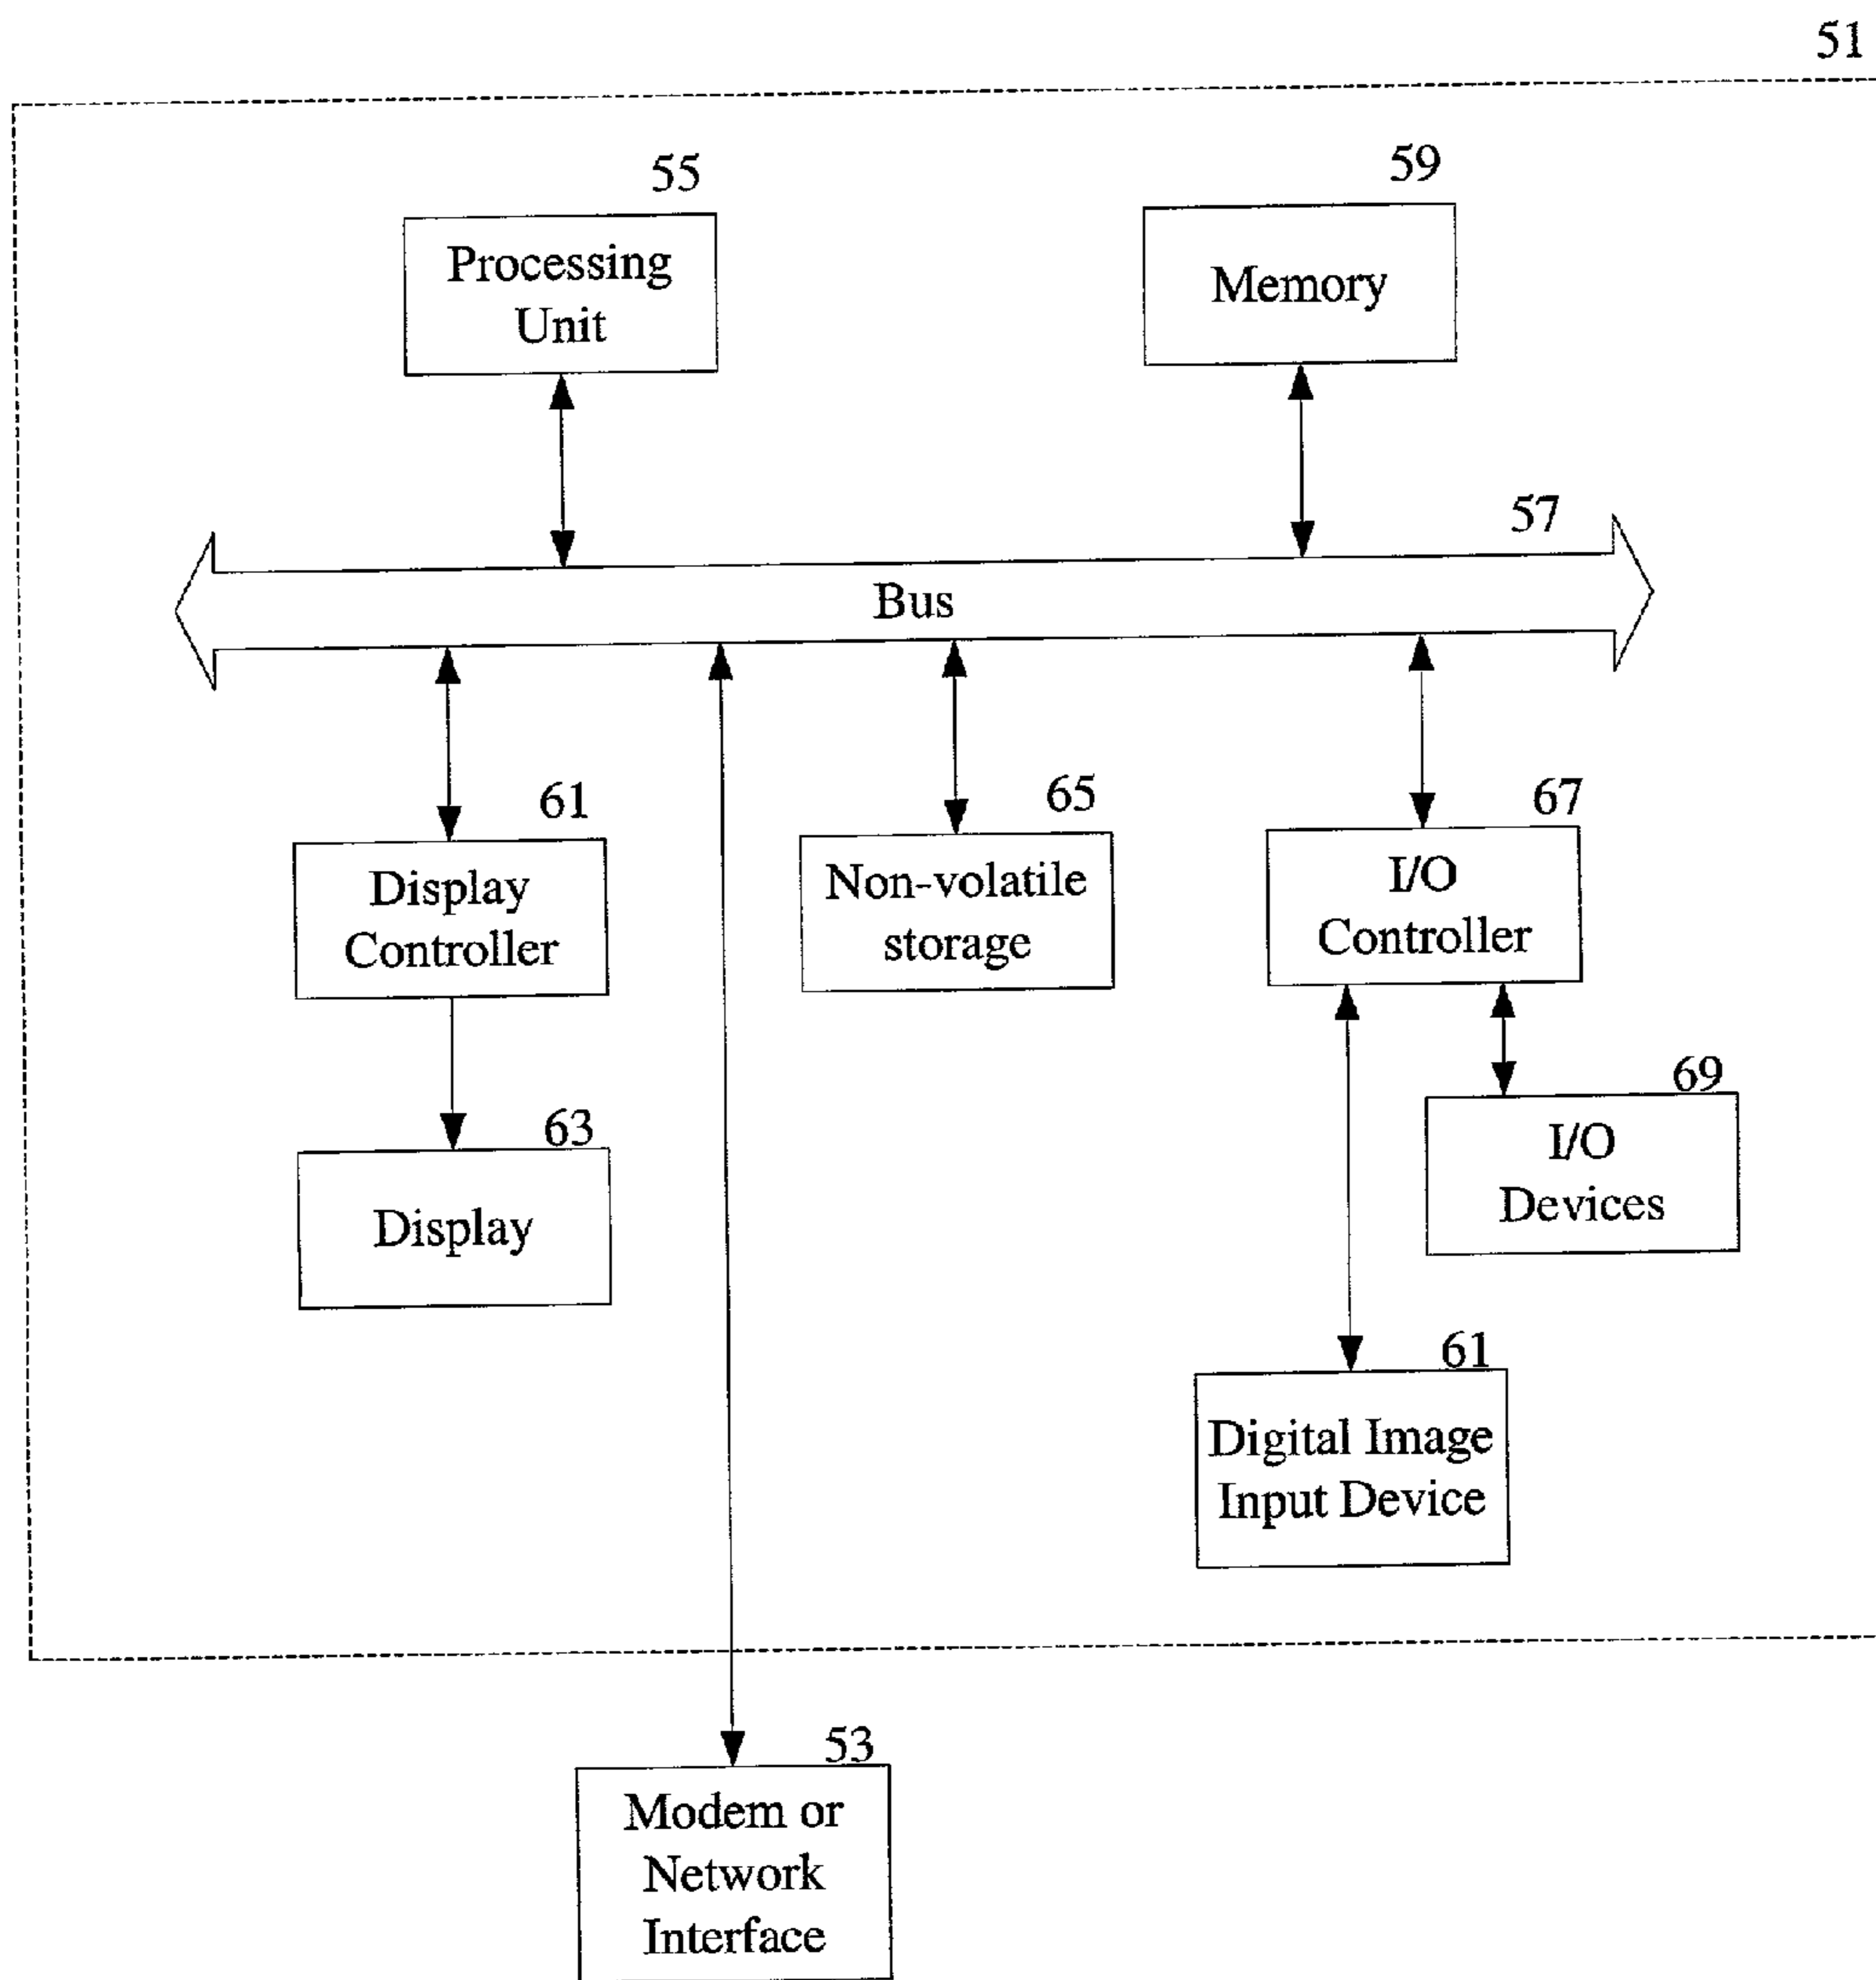 51
55
Processing
Unit
59
Memory
57
Bus
61
Display
Controller
65
Non-volatile
storage
67
I/O
Controller
63
Display
69
I/O
Devices
61
Digital Image
Input Device
53
Modem or
Network
Interface